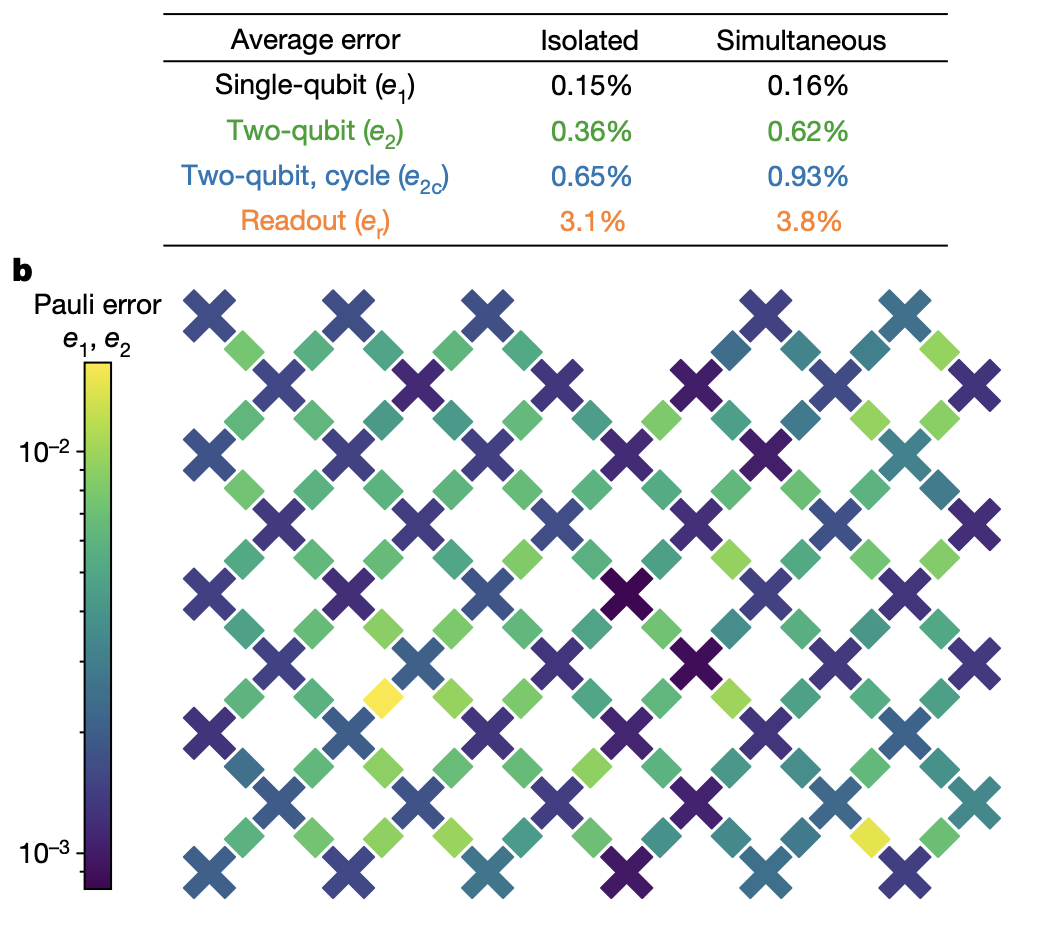 Average error Isolated Simultaneous
Single-qubit (e₁) 0.15% 0.16%
Two-qubit (e₂) 0.36% 0.62%
Two-qubit, cycle (e₂c) 0.65% 0.93%
Readout (eᵣ) 3.1% 3.8%
b
Pauli error
e₁, e₂
10⁻²
10⁻³